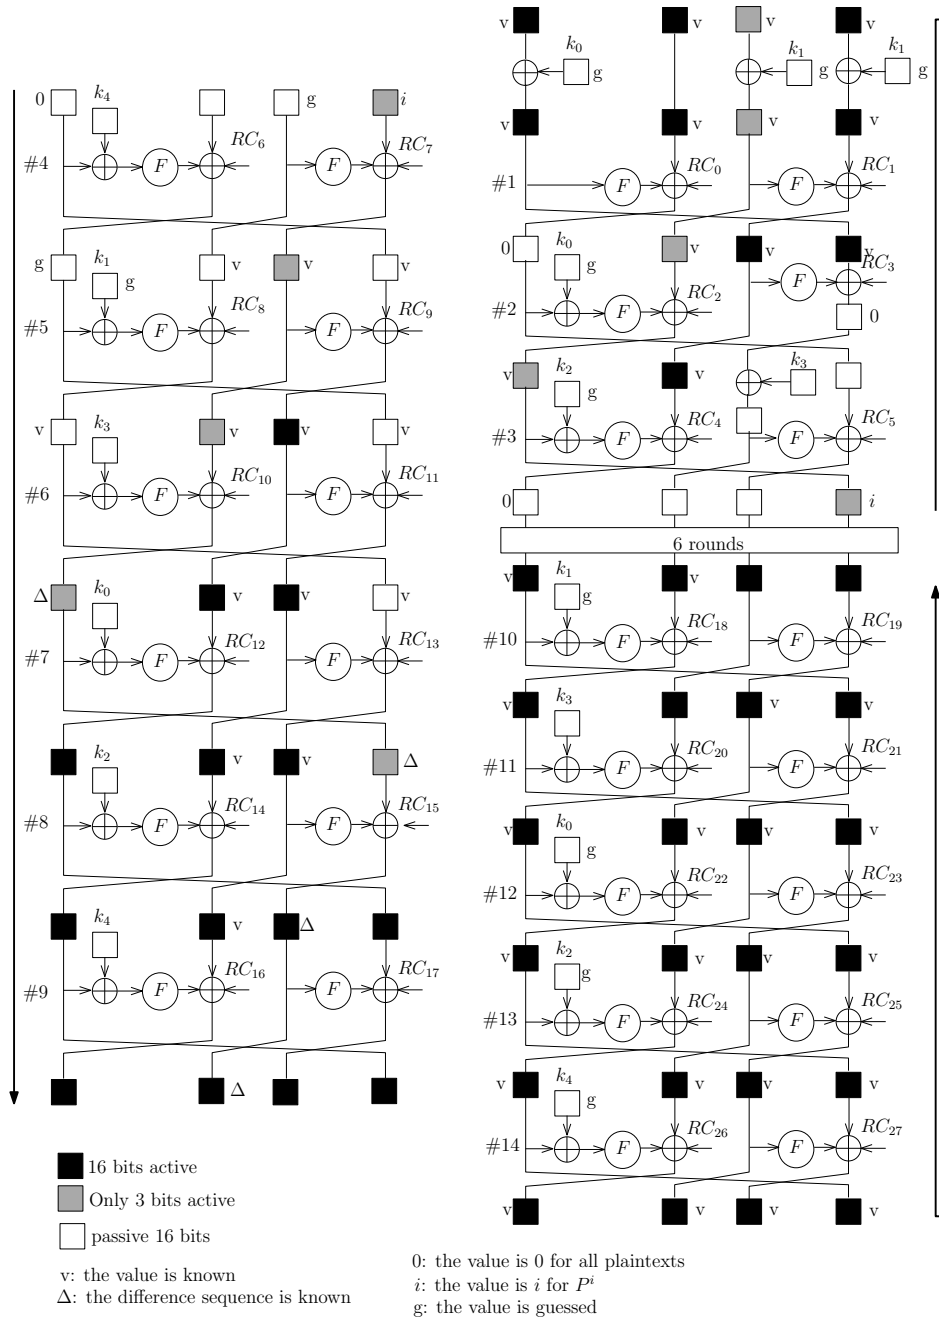 v v v
k₀ k₁ k₁
g g g
v v v v
#1 F RC₀ F RC₁
0 k₀ v v
g F RC₃
#2 F RC₂ 0
v k₂ v k₃
g
#3 F RC₄ F RC₅
0 i
6 rounds
v k₁ v v
g
#10 F RC₁₈ F RC₁₉
v k₃ v
#11 F RC₂₀ F RC₂₁
v k₀ v v v
g
#12 F RC₂₂ F RC₂₃
v k₂ v v v
g
#13 F RC₂₄ F RC₂₅
v k₄ v v v
g
#14 F RC₂₆ F RC₂₇
v v v
0 k₄ g i
#4 F RC₆ F RC₇
g k₁ v v v
g
#5 F RC₈ F RC₉
v k₃ v v v
#6 F RC₁₀ F RC₁₁
Δ k₀ v v v
#7 F RC₁₂ F RC₁₃
k₂ v v Δ
#8 F RC₁₄ F RC₁₅
k₄ v Δ
#9 F RC₁₆ F RC₁₇
Δ
16 bits active
Only 3 bits active
passive 16 bits
v: the value is known
Δ: the difference sequence is known
0: the value is 0 for all plaintexts
i: the value is i for Pⁱ
g: the value is guessed